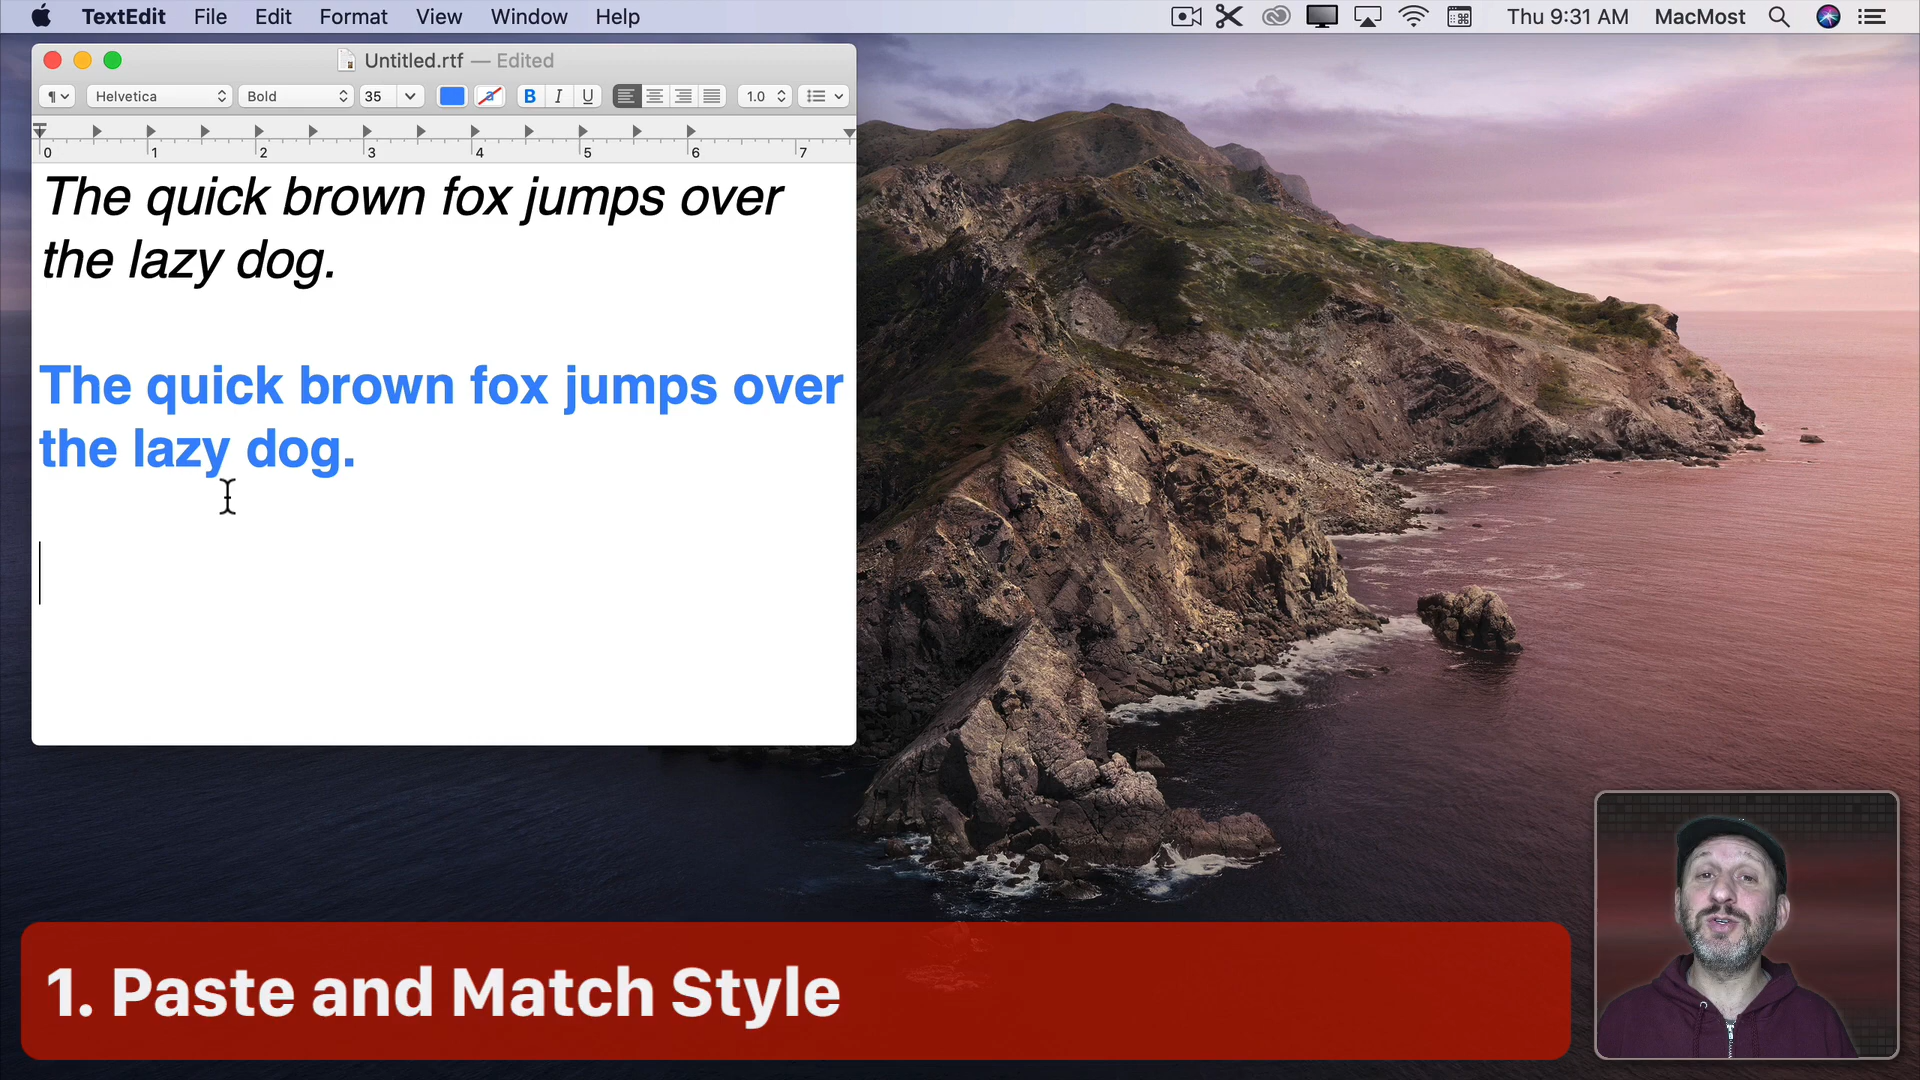 TextEdit File Edit Format View Window Help Thu 9:31 AM MacMost
Untitled.rtf — Edited
¶ Helvetica Bold 35 a B I U 1.0
0 1 2 3 4 5 6 7
The quick brown fox jumps over
the lazy dog.
The quick brown fox jumps over
the lazy dog.
1. Paste and Match Style